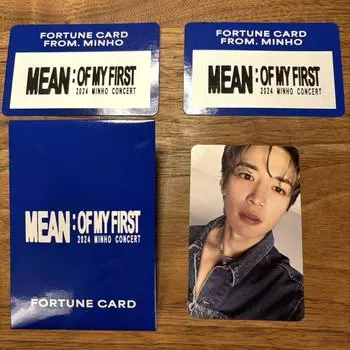 FORTUNE CARD
FROM. MINHO
MEAN : OF MY FIRST
2024 MINHO CONCERT
FORTUNE CARD
FROM. MINHO
MEAN : OF MY FIRST
2024 MINHO CONCERT
MEAN : OF MY FIRST
2024 MINHO CONCERT
FORTUNE CARD